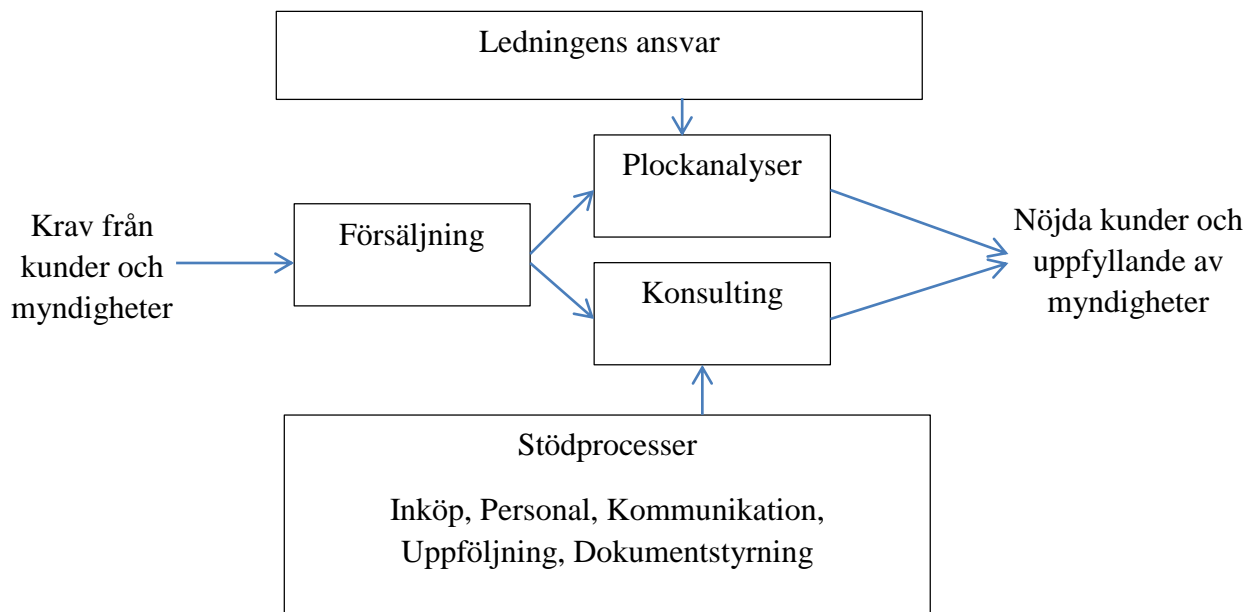 Ledningens ansvar
Plockanalyser
Krav från
kunder och
myndigheter
Försäljning
Konsulting
Nöjda kunder och
uppfyllande av
myndigheter
Stödprocesser
Inköp, Personal, Kommunikation,
Uppföljning, Dokumentstyrning